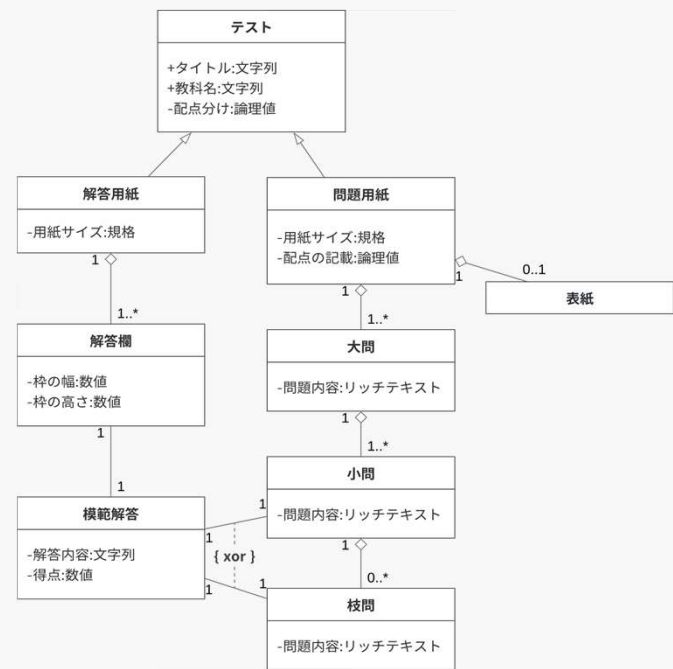 テスト
+タイトル:文字列
+教科名:文字列
-配点分け:論理値
解答用紙
-用紙サイズ:規格
問題用紙
-用紙サイズ:規格
-配点の記載:論理値
1
1
1
0..1
表紙
1..*
1..*
解答欄
-枠の幅:数値
-枠の高さ:数値
大問
-問題内容:リッチテキスト
1
1
1..*
小問
-問題内容:リッチテキスト
1
模範解答
-解答内容:文字列
-得点:数値
1
1
{ xor }
1
1
1
0..*
枝問
-問題内容:リッチテキスト